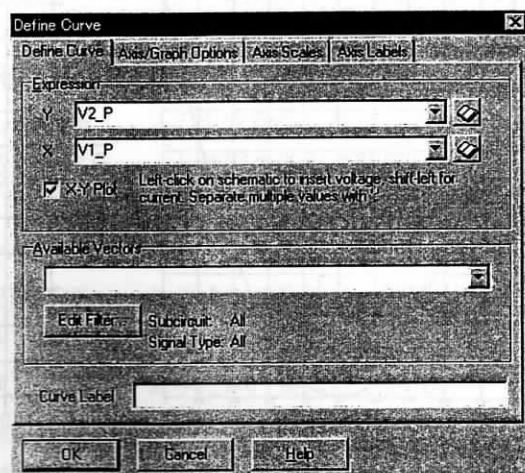 Define Curve
Define Curve Axis/Graph Options Axis Scales Axis Labels
Expression
Y V2_P
X V1_P
X-Y Plot
Left-click on schematic to insert voltage, shift-left for
current. Separate multiple values with ';'
Available Vectors
Edit Filter... Subcircuit: All
Signal Type: All
Curve Label
OK Cancel Help